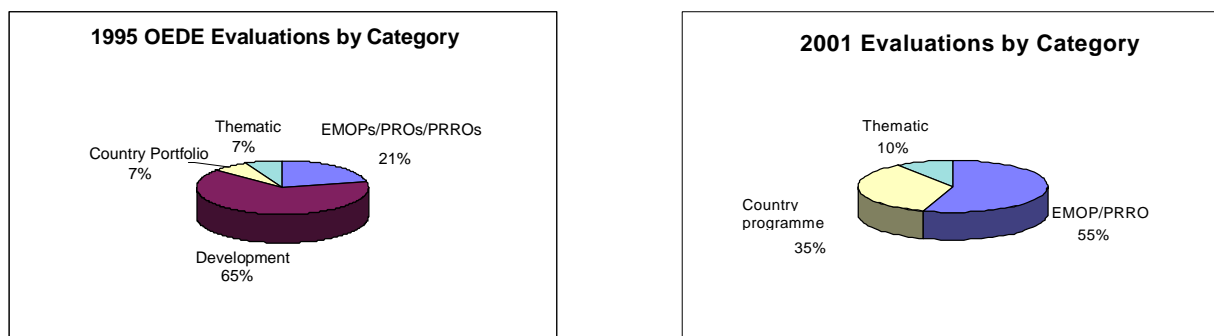 1995 OEDE Evaluations by Category
Thematic
7%
EMOPs/PROs/PRROs
21%
Country Portfolio
7%
Development
65%
2001 Evaluations by Category
Thematic
10%
Country
programme
35%
EMOP/PRRO
55%